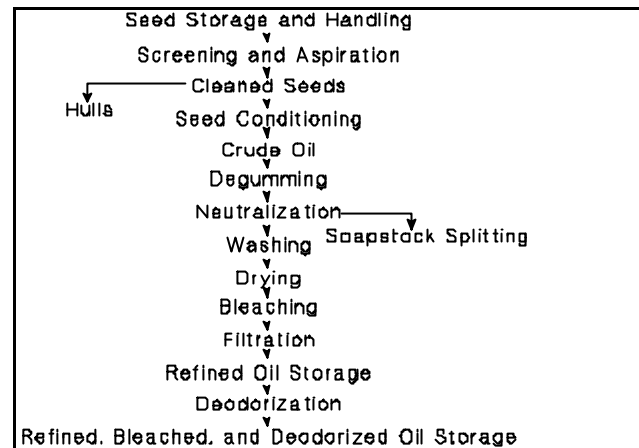 Seed Storage and Handling
Screening and Aspiration
Cleaned Seeds
Hulls
Seed Conditioning
Crude Oil
Degumming
Neutralization
Soapstock Splitting
Washing
Drying
Bleaching
Filtration
Refined Oil Storage
Deodorization
Refined, Bleached, and Deodorized Oil Storage